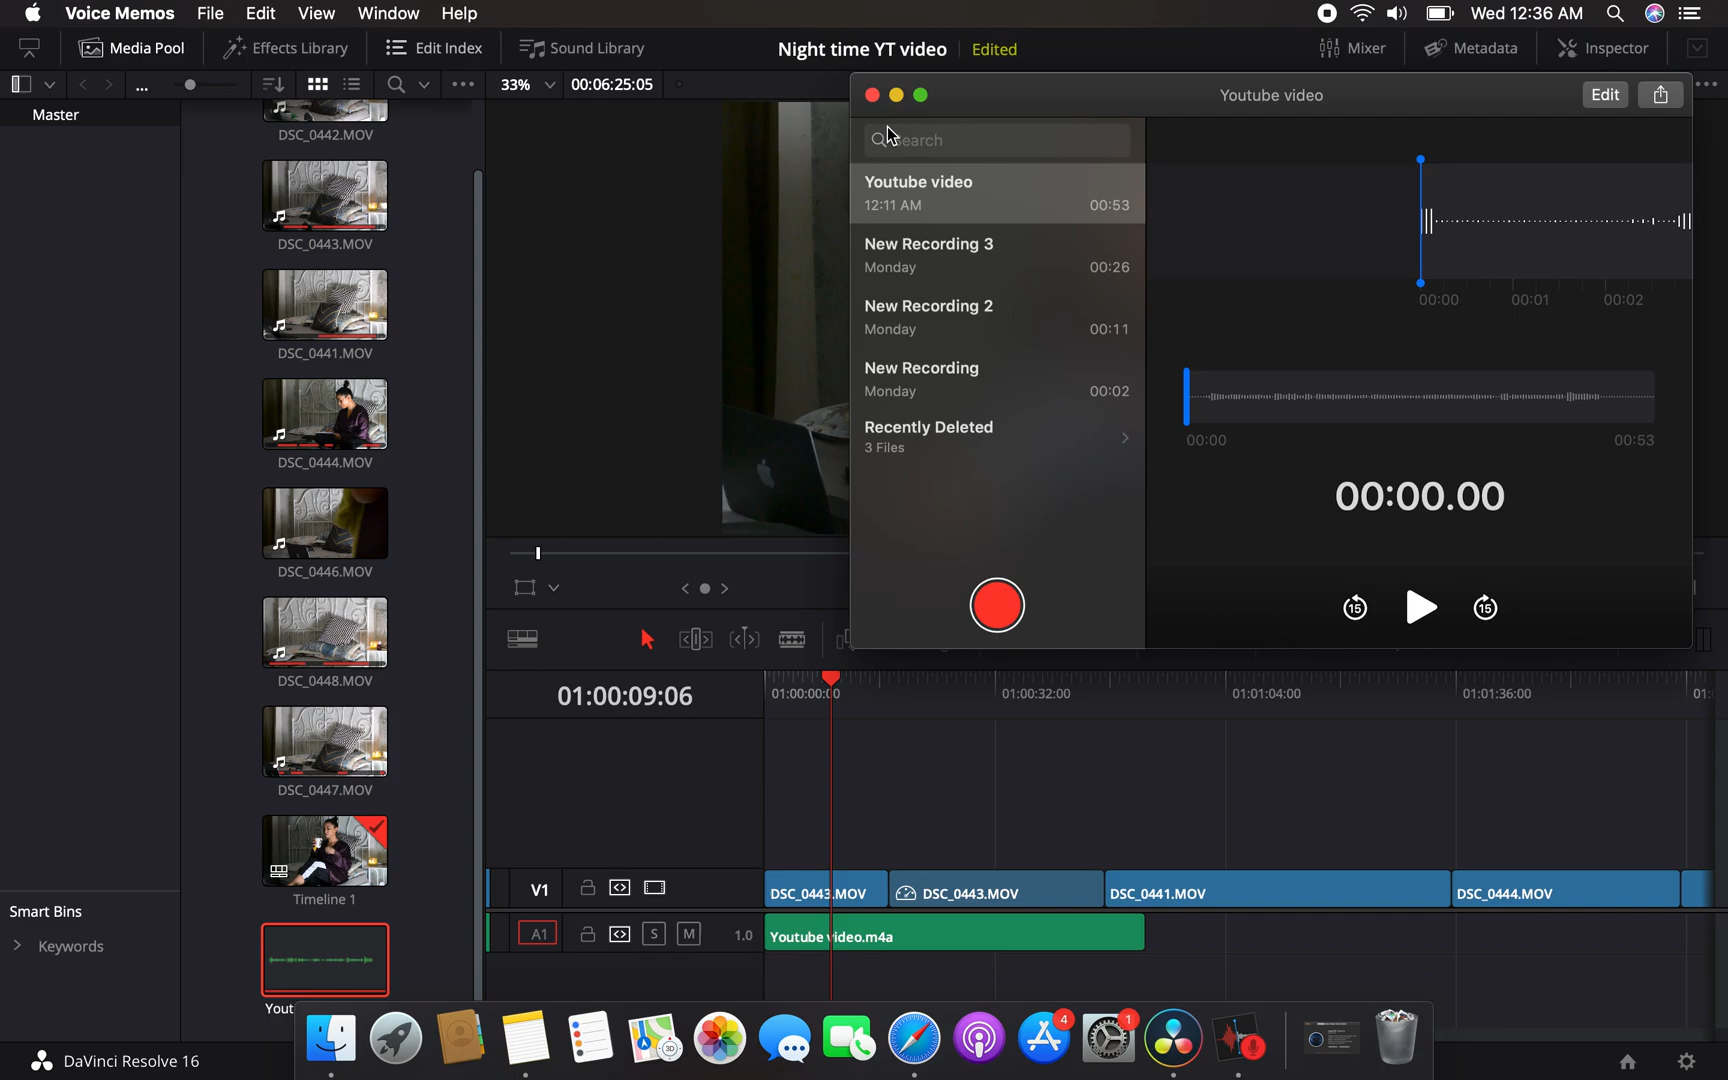 Voice Memos File Edit View Window Help Wed 12:36 AM
Media Pool Effects Library Edit Index Sound Library Night time YT video Edited Mixer Metadata Inspector
... 33% 00:06:25:05
Master
DSC_0442.MOV
DSC_0443.MOV
DSC_0441.MOV
DSC_0444.MOV
DSC_0446.MOV
DSC_0448.MOV
DSC_0447.MOV
Timeline 1
Smart Bins
Keywords
Yout
Youtube video Edit
Search
Youtube video
12:11 AM 00:53
New Recording 3
Monday 00:26
New Recording 2
Monday 00:11
New Recording
Monday 00:02
Recently Deleted
3 Files
00:00 00:01 00:02
00:00 00:53
00:00.00
15 15
01:00:09:06 01:00:00:00 01:00:32:00 01:01:04:00 01:01:36:00 01:
V1 DSC_0443.MOV DSC_0443.MOV DSC_0441.MOV DSC_0444.MOV
A1 S M 1.0 Youtube video.m4a
3D 4 1
DaVinci Resolve 16